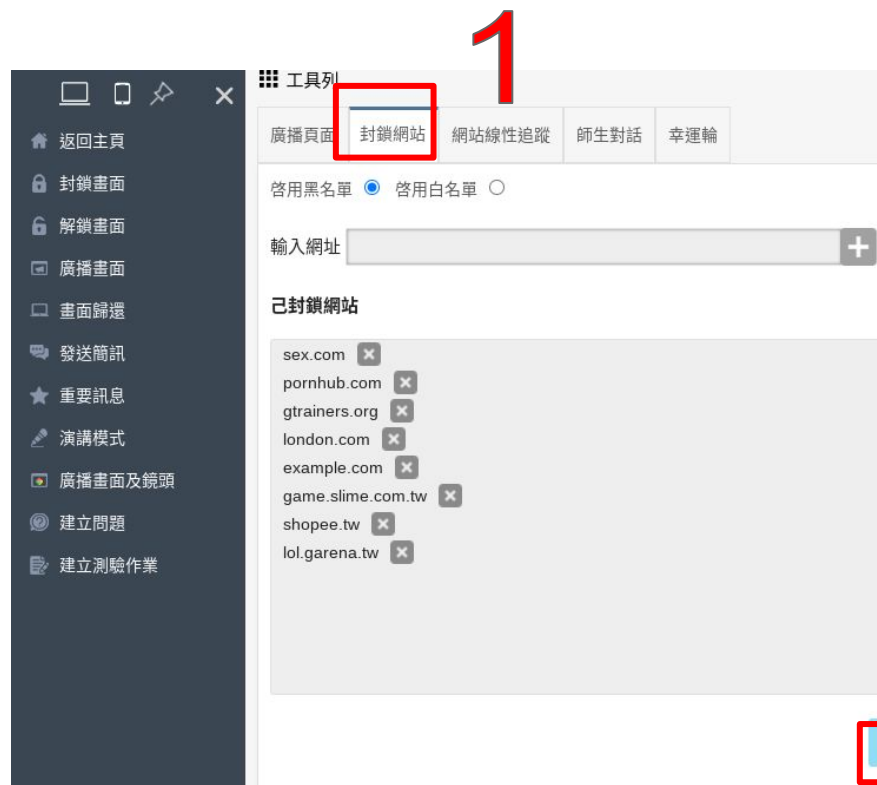 1
工具列
返回主頁
封鎖畫面
解鎖畫面
廣播畫面
畫面歸還
發送簡訊
重要訊息
演講模式
廣播畫面及鏡頭
建立問題
建立測驗作業
廣播頁面 封鎖網站 網站線性追蹤 師生對話 幸運輪
啓用黑名單 啓用白名單
輸入網址
己封鎖網站
sex.com
pornhub.com
gtrainers.org
london.com
example.com
game.slime.com.tw
shopee.tw
lol.garena.tw